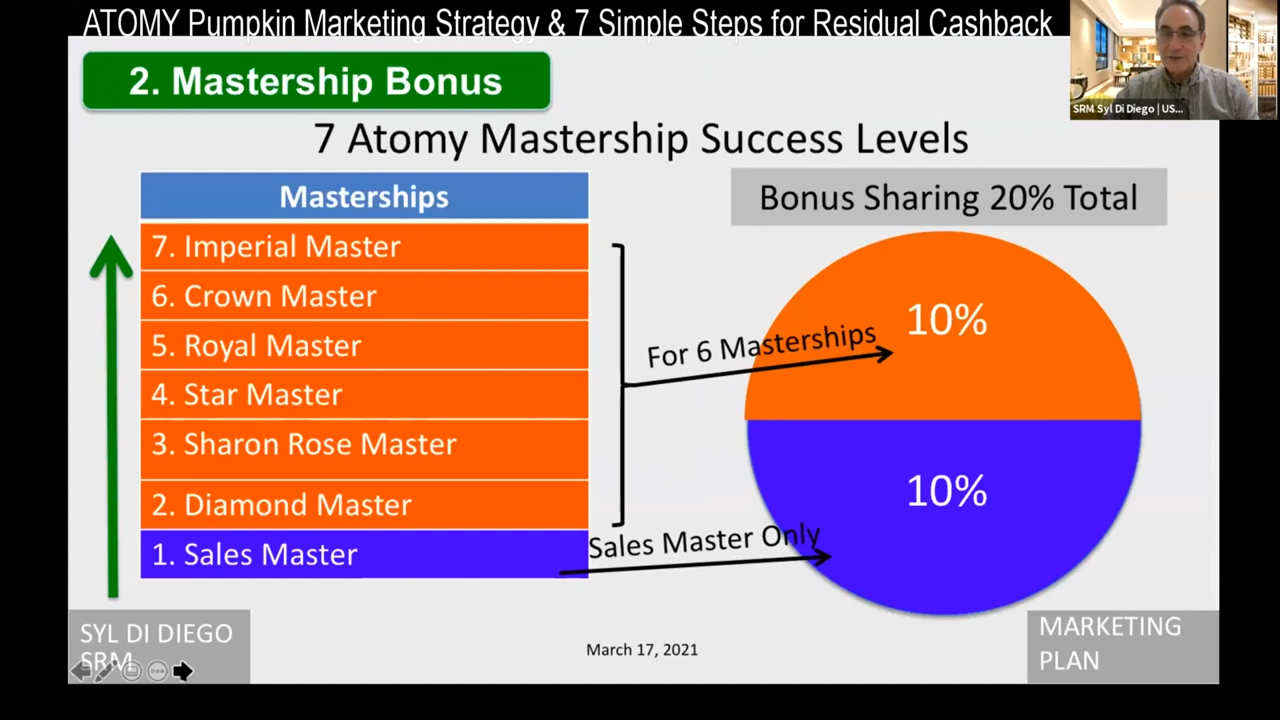 ATOMY Pumpkin Marketing Strategy & 7 Simple Steps for Residual Cashback
SRM Syl Di Diego | US...
2. Mastership Bonus
7 Atomy Mastership Success Levels
Masterships
7. Imperial Master
6. Crown Master
5. Royal Master
4. Star Master
3. Sharon Rose Master
2. Diamond Master
1. Sales Master
Bonus Sharing 20% Total
10%
For 6 Masterships
10%
Sales Master Only
SYL DI DIEGO
SRM
March 17, 2021
MARKETING
PLAN